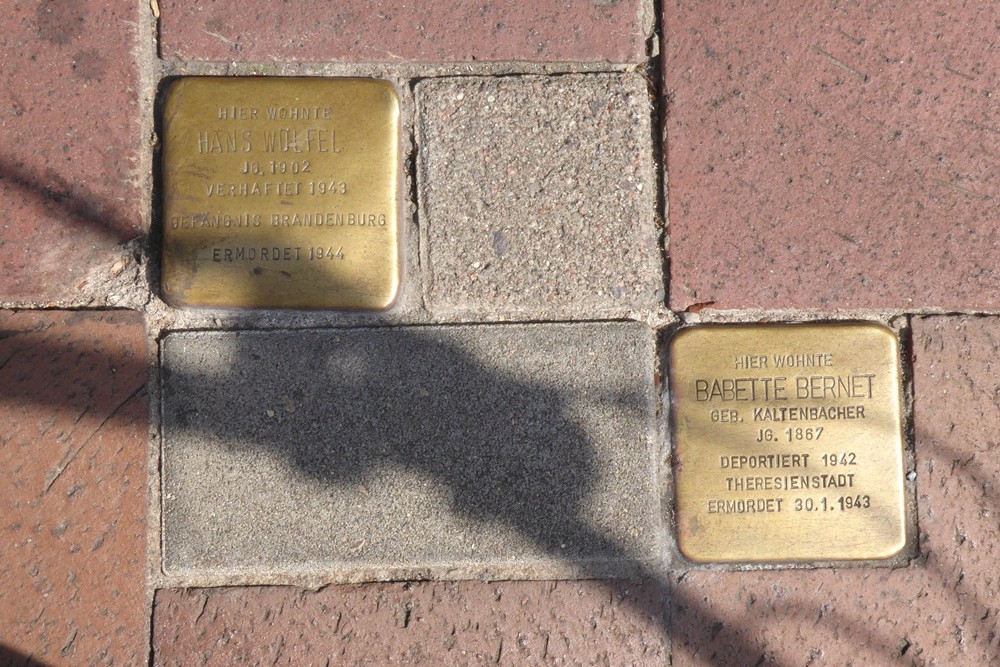 HIER WOHNTE
HANS WÖLFEL
JG. 1902
VERHAFTET 1943
GEFÄNGNIS BRANDENBURG
ERMORDET 1944
HIER WOHNTE
BABETTE BERNET
GEB. KALTENBACHER
JG. 1867
DEPORTIERT 1942
THERESIENSTADT
ERMORDET 30.1.1943